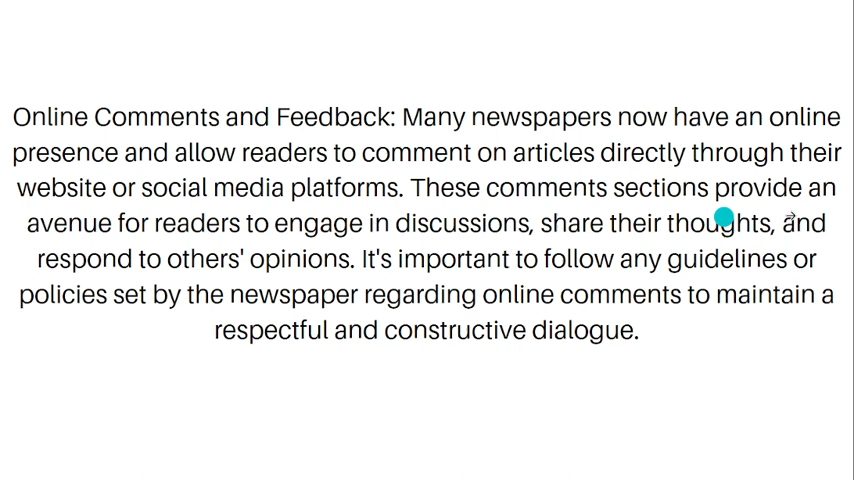 Online Comments and Feedback: Many newspapers now have an online
presence and allow readers to comment on articles directly through their
website or social media platforms. These comments sections provide an
avenue for readers to engage in discussions, share their thoughts, and
respond to others' opinions. It's important to follow any guidelines or
policies set by the newspaper regarding online comments to maintain a
respectful and constructive dialogue.